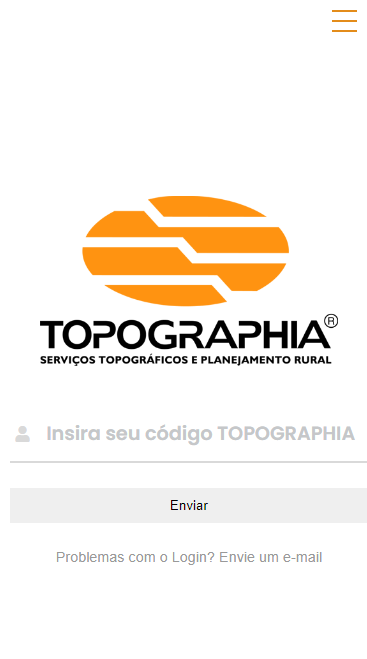 TOPOGRAPHIA®
SERVIÇOS TOPOGRÁFICOS E PLANEJAMENTO RURAL
Insira seu código TOPOGRAPHIA
Enviar
Problemas com o Login? Envie um e-mail